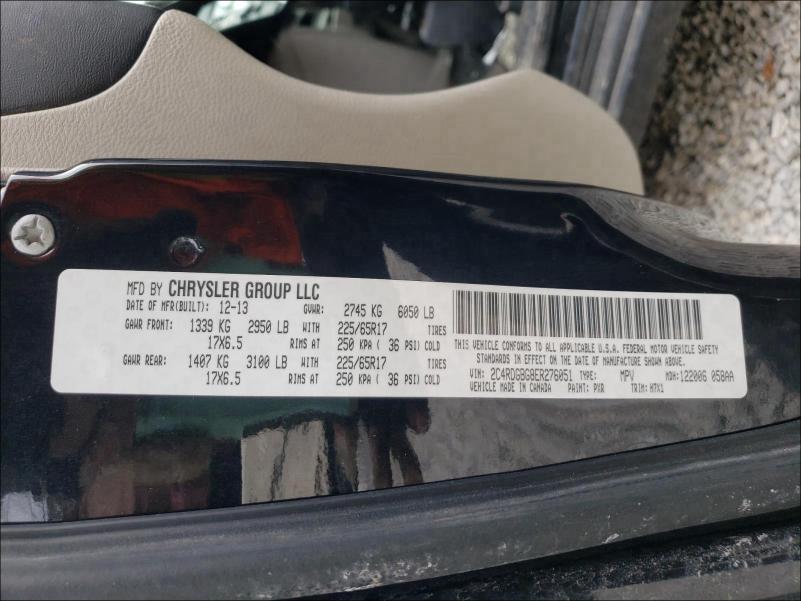 MFD BY CHRYSLER GROUP LLC
DATE OF MFR(BUILT): 12-13 GVWR: 2745 KG 6050 LB
GAWR FRONT: 1339 KG 2950 LB WITH 225/65R17 TIRES
17X6.5 RIMS AT 250 KPA ( 36 PSI) COLD
GAWR REAR: 1407 KG 3100 LB WITH 225/65R17 TIRES
17X6.5 RIMS AT 250 KPA ( 36 PSI) COLD
THIS VEHICLE CONFORMS TO ALL APPLICABLE U.S.A. FEDERAL MOTOR VEHICLE SAFETY
STANDARDS IN EFFECT ON THE DATE OF MANUFACTURE SHOWN ABOVE.
VIN: 2C4RDGBG8ER276051 TYPE: MPV MDH:122006 058AA
VEHICLE MADE IN CANADA PAINT: PXR TRIM: H7X1